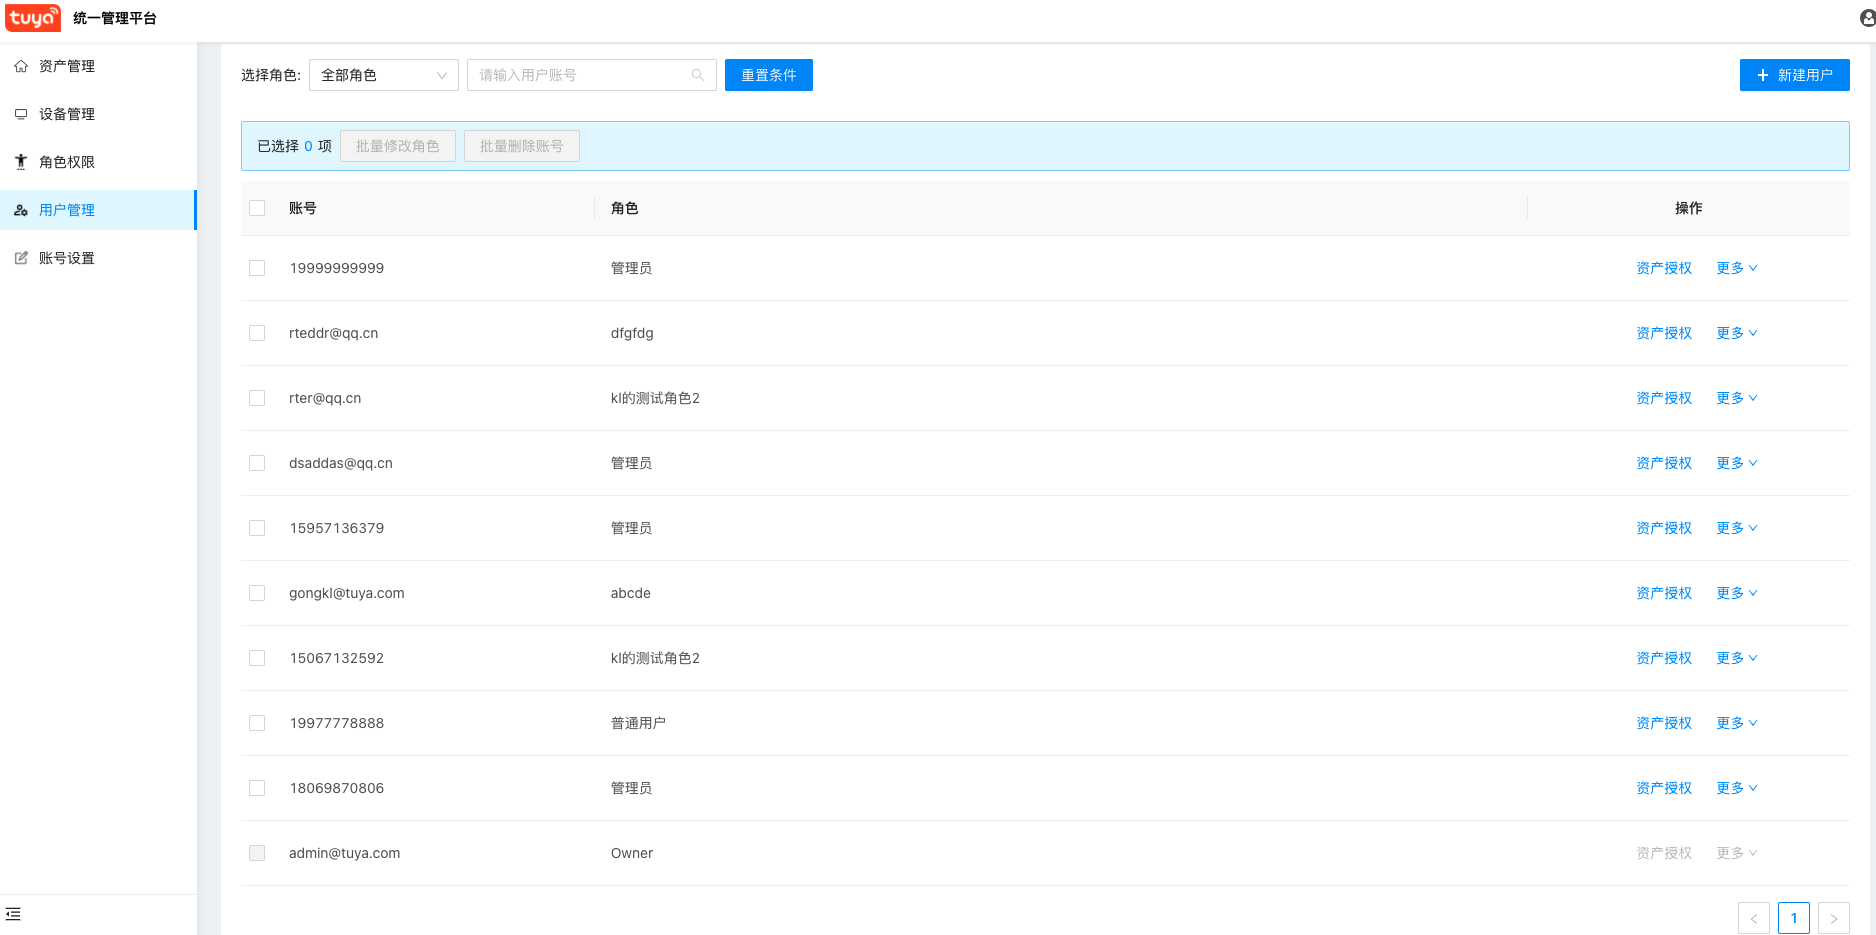 tuya 统一管理平台
资产管理
设备管理
角色权限
用户管理
账号设置
选择角色: 全部角色 请输入用户账号 重置条件 + 新建用户
已选择 0 项 批量修改角色 批量删除账号
账号 角色 操作
19999999999 管理员 资产授权 更多
rteddr@qq.cn dfgfdg 资产授权 更多
rter@qq.cn kl的测试角色2 资产授权 更多
dsaddas@qq.cn 管理员 资产授权 更多
15957136379 管理员 资产授权 更多
gongkl@tuya.com abcde 资产授权 更多
15067132592 kl的测试角色2 资产授权 更多
19977778888 普通用户 资产授权 更多
18069870806 管理员 资产授权 更多
admin@tuya.com Owner 资产授权 更多
1